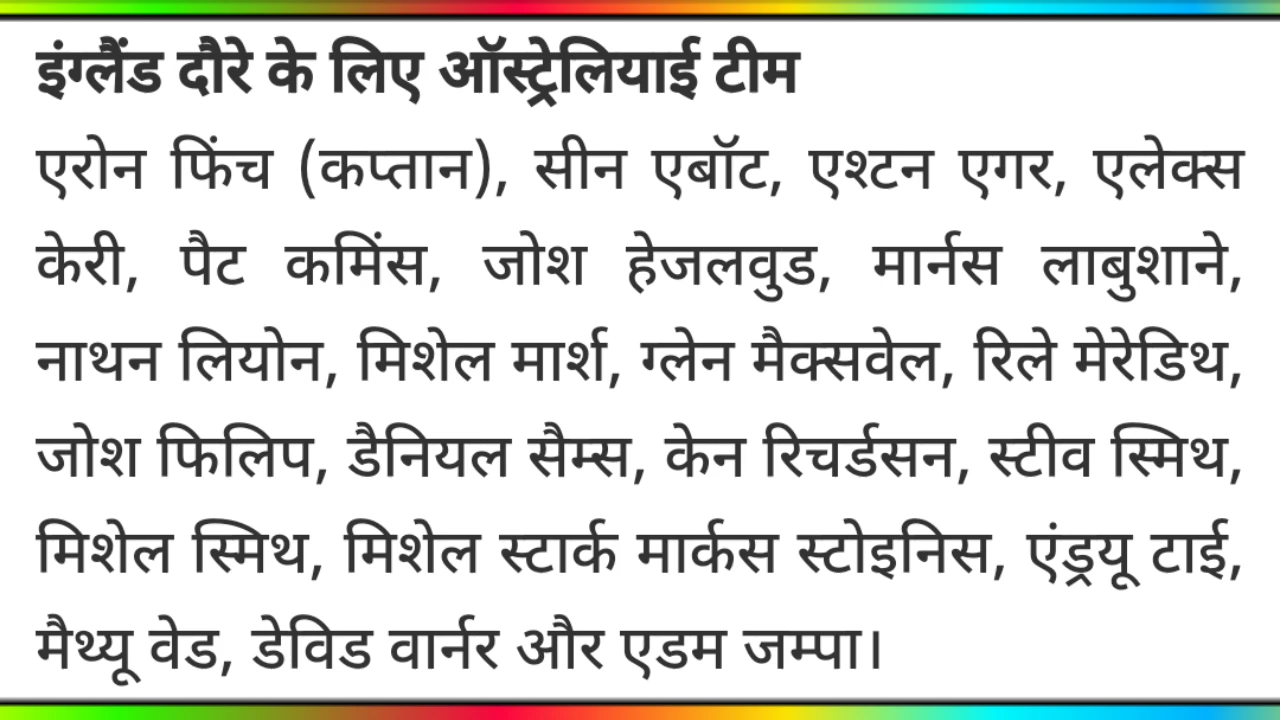 इंग्लैंड दौरे के लिए ऑस्ट्रेलियाई टीम
एरोन फिंच (कप्तान), सीन एबॉट, एश्टन एगर, एलेक्स
केरी, पैट कमिंस, जोश हेजलवुड, मार्नस लाबुशाने,
नाथन लियोन, मिशेल मार्श, ग्लेन मैक्सवेल, रिले मेरेडिथ,
जोश फिलिप, डैनियल सैम्स, केन रिचर्डसन, स्टीव स्मिथ,
मिशेल स्मिथ, मिशेल स्टार्क मार्कस स्टोइनिस, एंड्रयू टाई,
मैथ्यू वेड, डेविड वार्नर और एडम जम्पा।